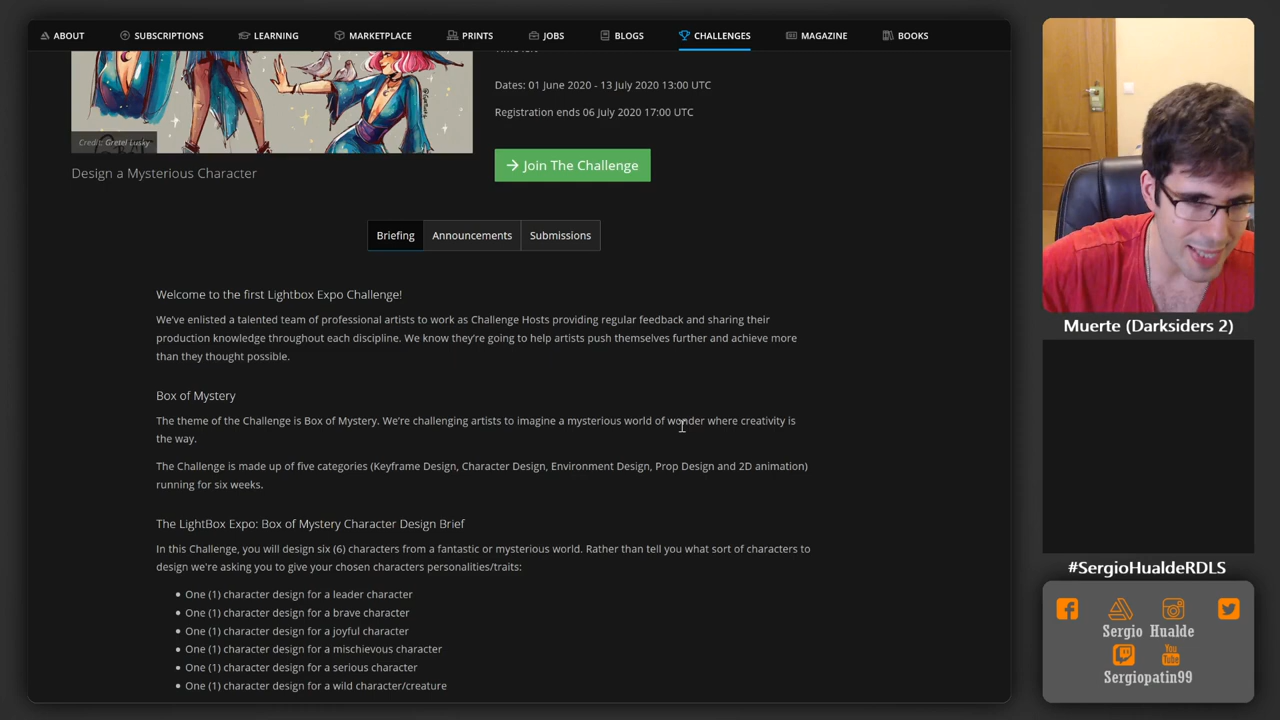 ABOUT
SUBSCRIPTIONS
LEARNING
MARKETPLACE
PRINTS
JOBS
BLOGS
CHALLENGES
MAGAZINE
BOOKS
Dates: 01 June 2020 - 13 July 2020 13:00 UTC
Registration ends 06 July 2020 17:00 UTC
Credit: Gretel Lusky
Join The Challenge
Design a Mysterious Character
Briefing
Announcements
Submissions
Welcome to the first Lightbox Expo Challenge!
We've enlisted a talented team of professional artists to work as Challenge Hosts providing regular feedback and sharing their
production knowledge throughout each discipline. We know they're going to help artists push themselves further and achieve more
than they thought possible.
Box of Mystery
The theme of the Challenge is Box of Mystery. We're challenging artists to imagine a mysterious world of wonder where creativity is
the way.
The Challenge is made up of five categories (Keyframe Design, Character Design, Environment Design, Prop Design and 2D animation)
running for six weeks.
The LightBox Expo: Box of Mystery Character Design Brief
In this Challenge, you will design six (6) characters from a fantastic or mysterious world. Rather than tell you what sort of characters to
design we're asking you to give your chosen characters personalities/traits:
One (1) character design for a leader character
One (1) character design for a brave character
One (1) character design for a joyful character
One (1) character design for a mischievous character
One (1) character design for a serious character
One (1) character design for a wild character/creature
Muerte (Darksiders 2)
#SergioHualdeRDLS
Sergio Hualde
Sergiopatin99